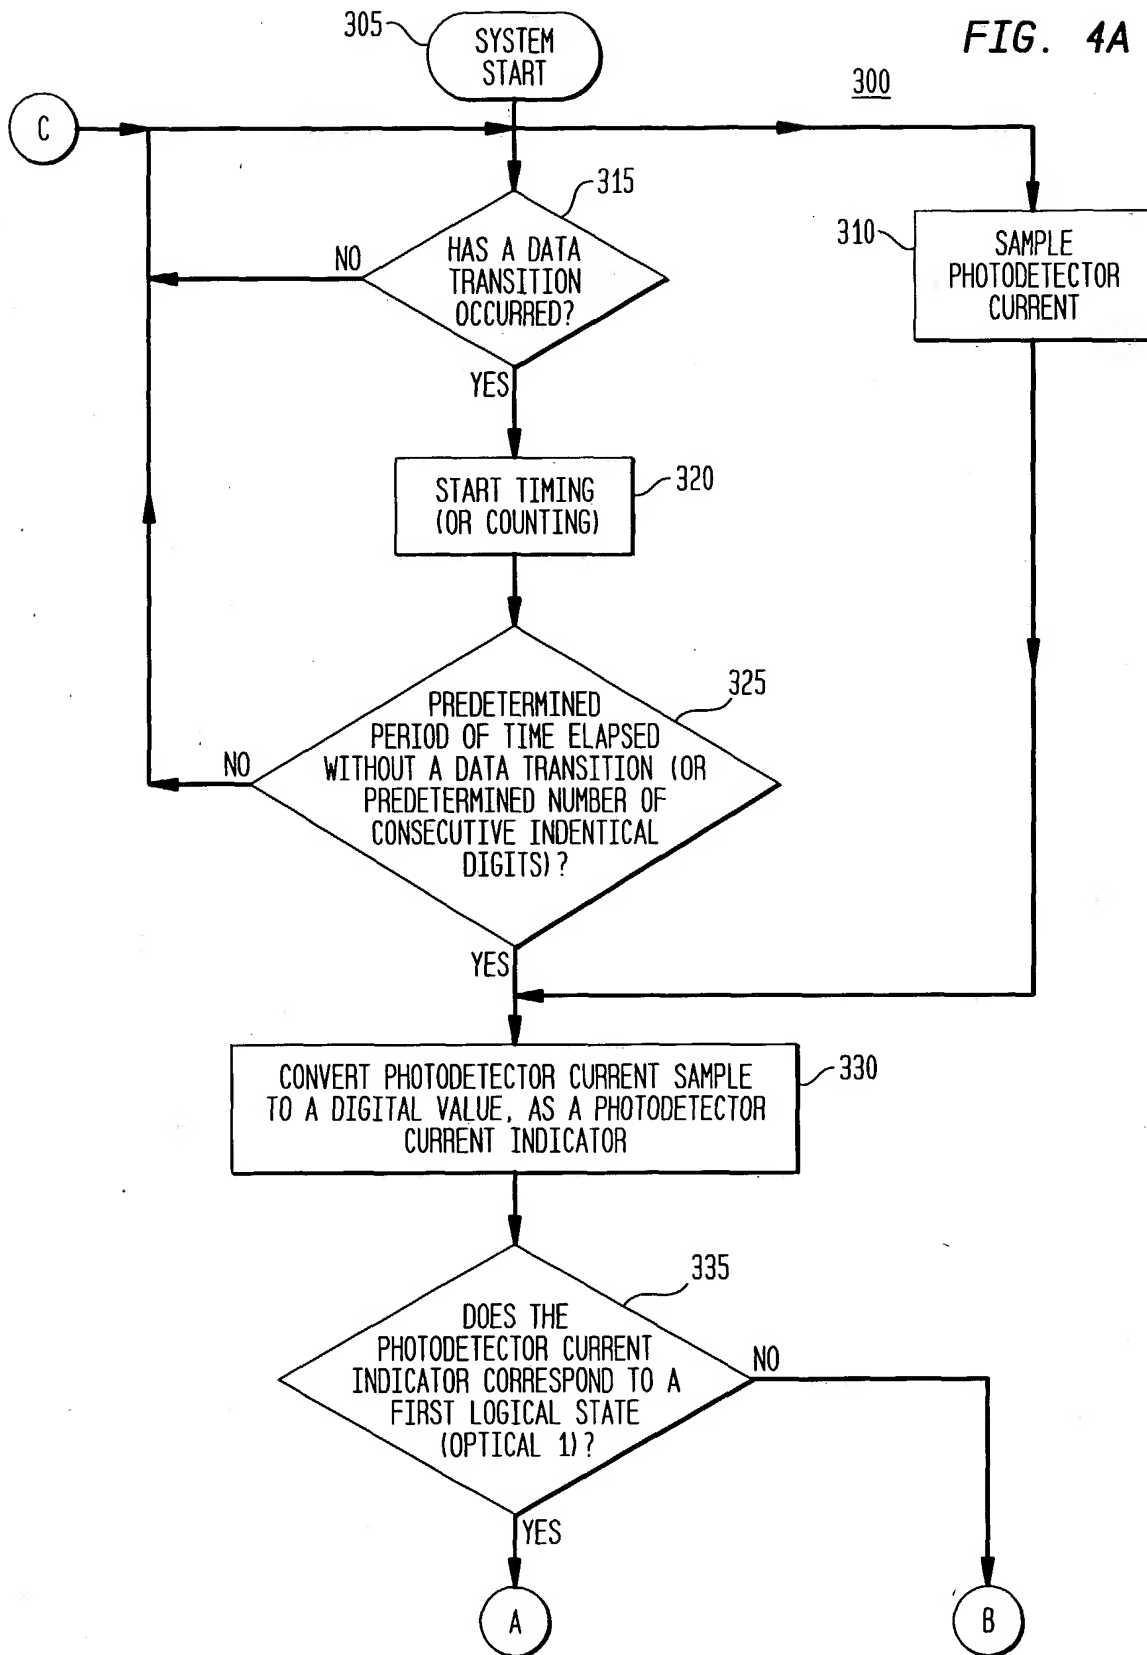 FIG. 4A
305
SYSTEM
START
300
C
315
HAS A DATA
TRANSITION
OCCURRED?
NO
YES
310
SAMPLE
PHOTODETECTOR
CURRENT
START TIMING
(OR COUNTING)
320
325
PREDETERMINED
PERIOD OF TIME ELAPSED
WITHOUT A DATA TRANSITION (OR
PREDETERMINED NUMBER OF
CONSECUTIVE INDENTICAL
DIGITS)?
NO
YES
CONVERT PHOTODETECTOR CURRENT SAMPLE
TO A DIGITAL VALUE, AS A PHOTODETECTOR
CURRENT INDICATOR
330
335
DOES THE
PHOTODETECTOR CURRENT
INDICATOR CORRESPOND TO A
FIRST LOGICAL STATE
(OPTICAL 1)?
NO
YES
A
B